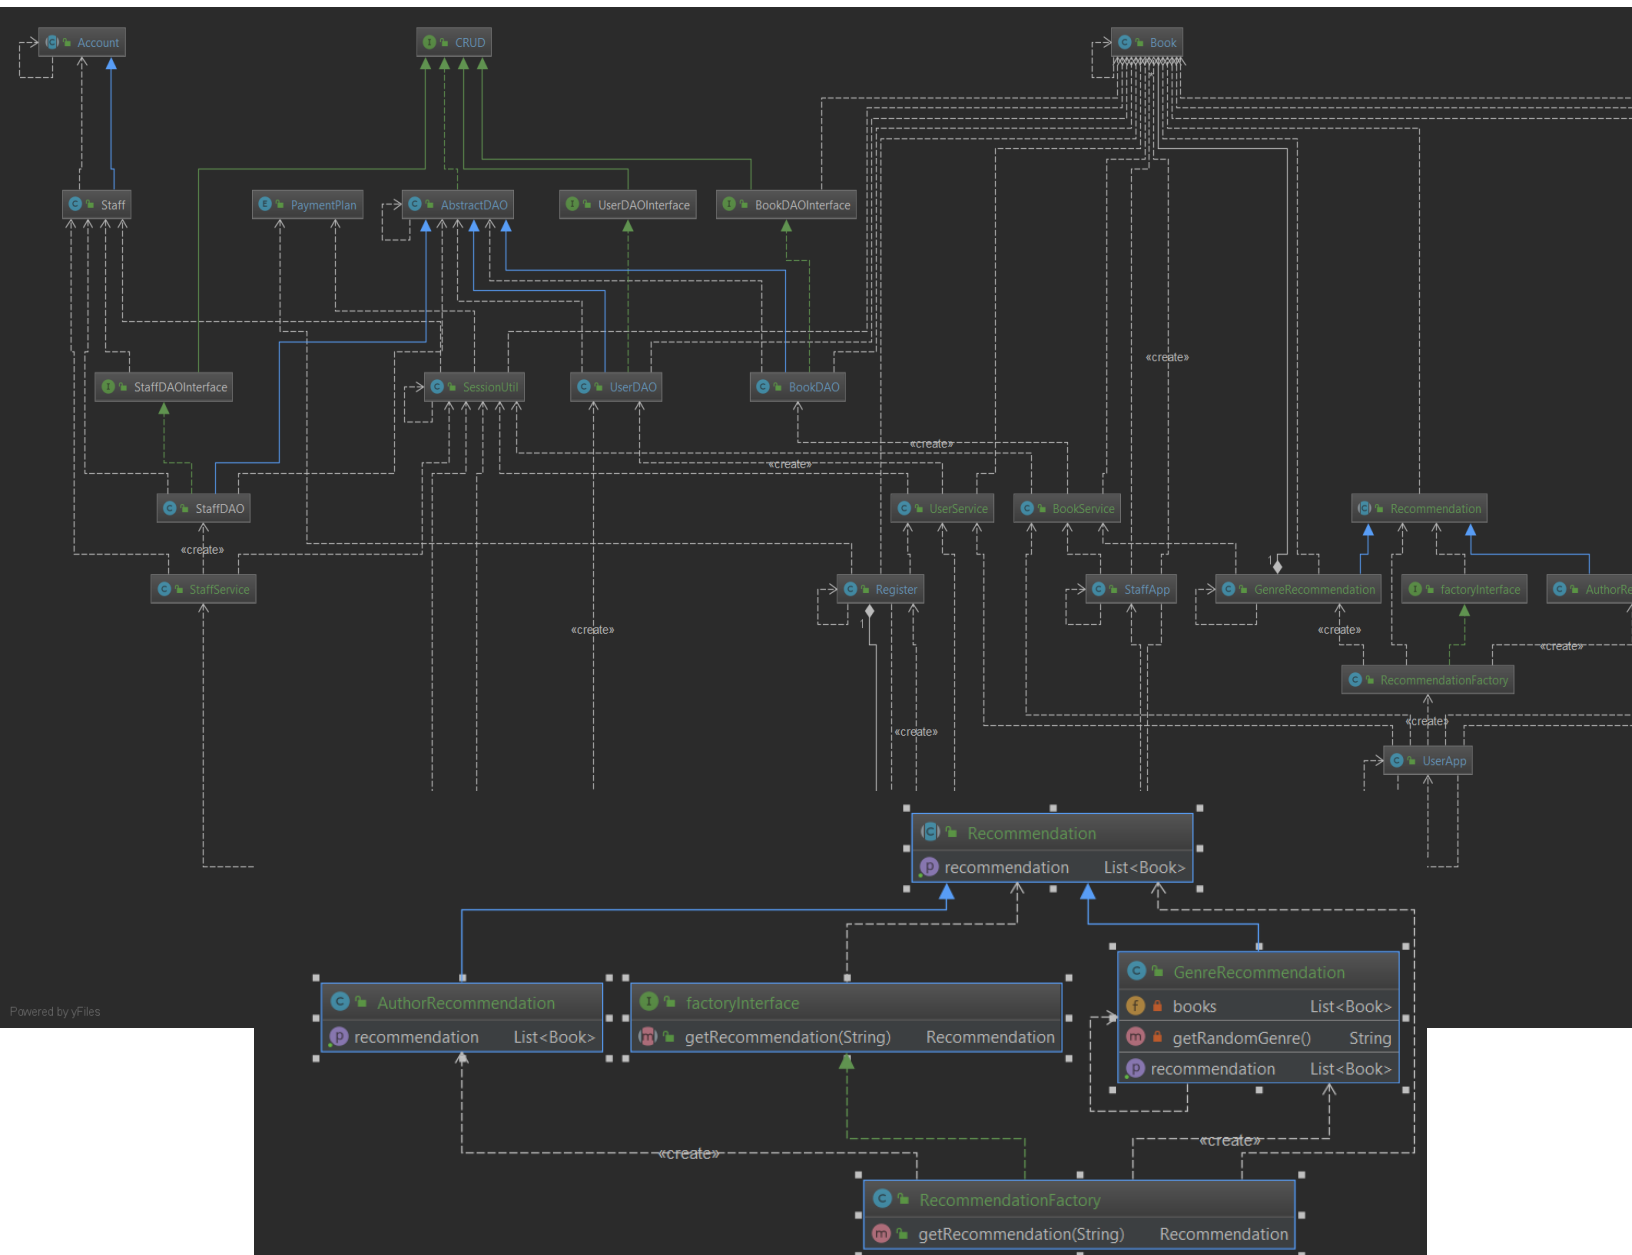 Account
CRUD
Book
Staff
PaymentPlan
AbstractDAO
UserDAOInterface
BookDAOInterface
«create»
StaffDAOInterface
SessionUtil
UserDAO
BookDAO
«create»
«create»
StaffDAO
UserService
BookService
Recommendation
«create»
StaffService
Register
StaffApp
1
GenreRecommendation
factoryInterface
AuthorRe
1
«create»
«create»
«create»
RecommendationFactory
«create»
«create»
UserApp
Recommendation
recommendation List<Book>
AuthorRecommendation
recommendation List<Book>
factoryInterface
getRecommendation(String) Recommendation
GenreRecommendation
books List<Book>
getRandomGenre() String
recommendation List<Book>
Powered by yFiles
«create»
«create»
RecommendationFactory
getRecommendation(String) Recommendation